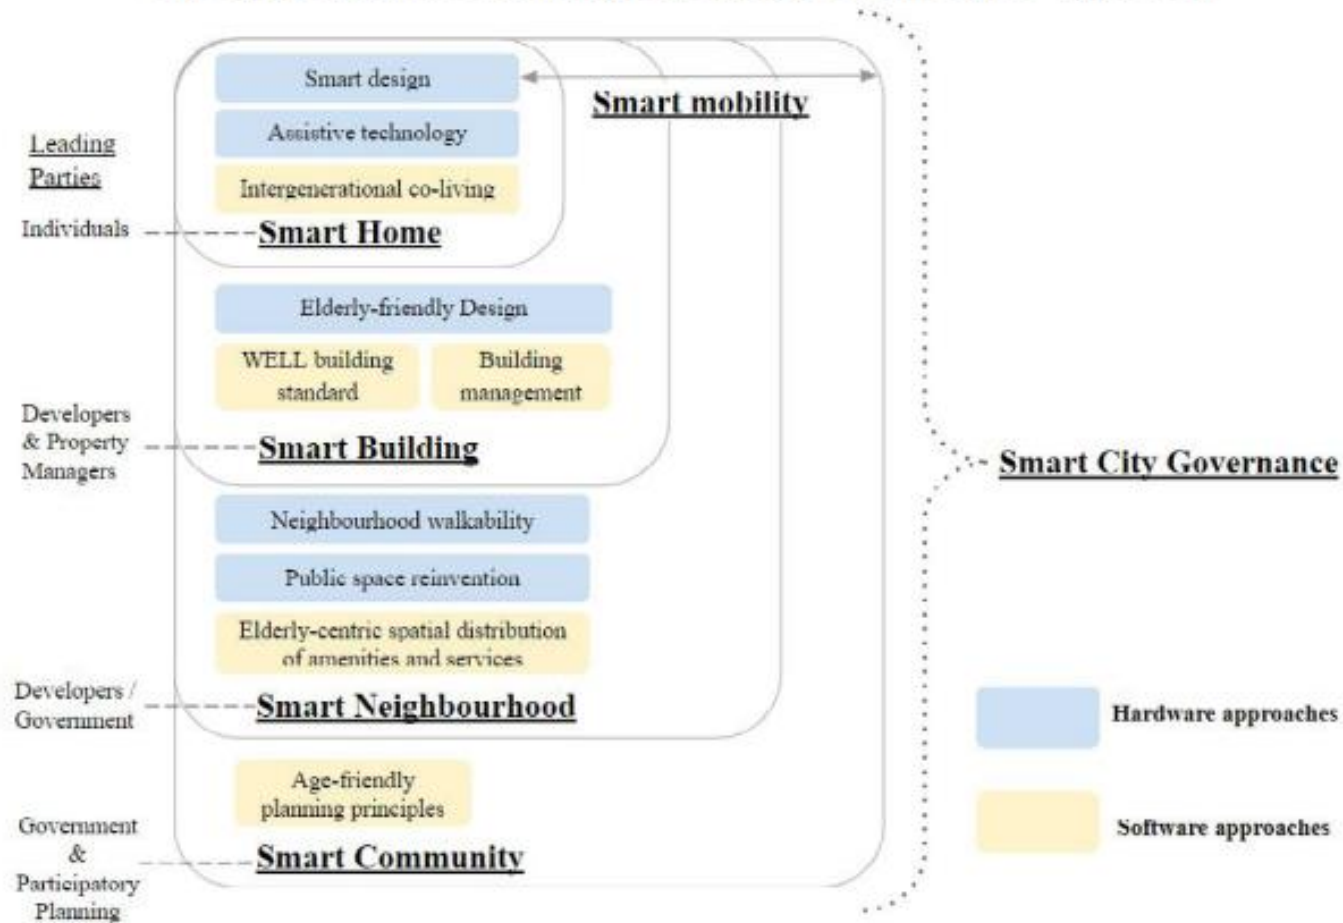 Smart design
Smart mobility
Assistive technology
Leading
Parties
Intergenerational co-living
Individuals
Smart Home
Elderly-friendly Design
WELL building
standard
Building
management
Developers
& Property
Managers
Smart Building
Smart City Governance
Neighbourhood walkability
Public space reinvention
Elderly-centric spatial distribution
of amenities and services
Developers /
Government
Smart Neighbourhood
Hardware approaches
Age-friendly
planning principles
Software approaches
Government
&
Participatory
Planning
Smart Community